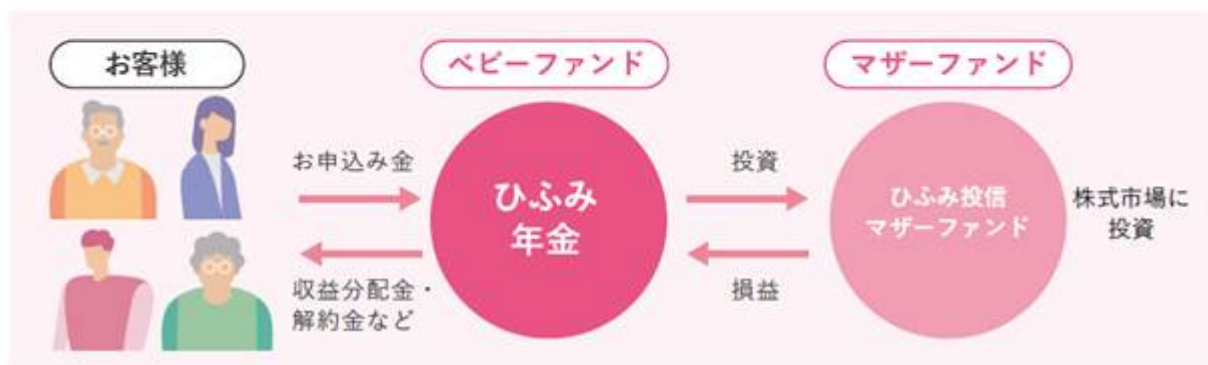 お客様
ベビーファンド
マザーファンド
お申込み金
収益分配金・
解約金など
ひふみ
年金
投資
損益
ひふみ投信
マザーファンド
株式市場に
投資